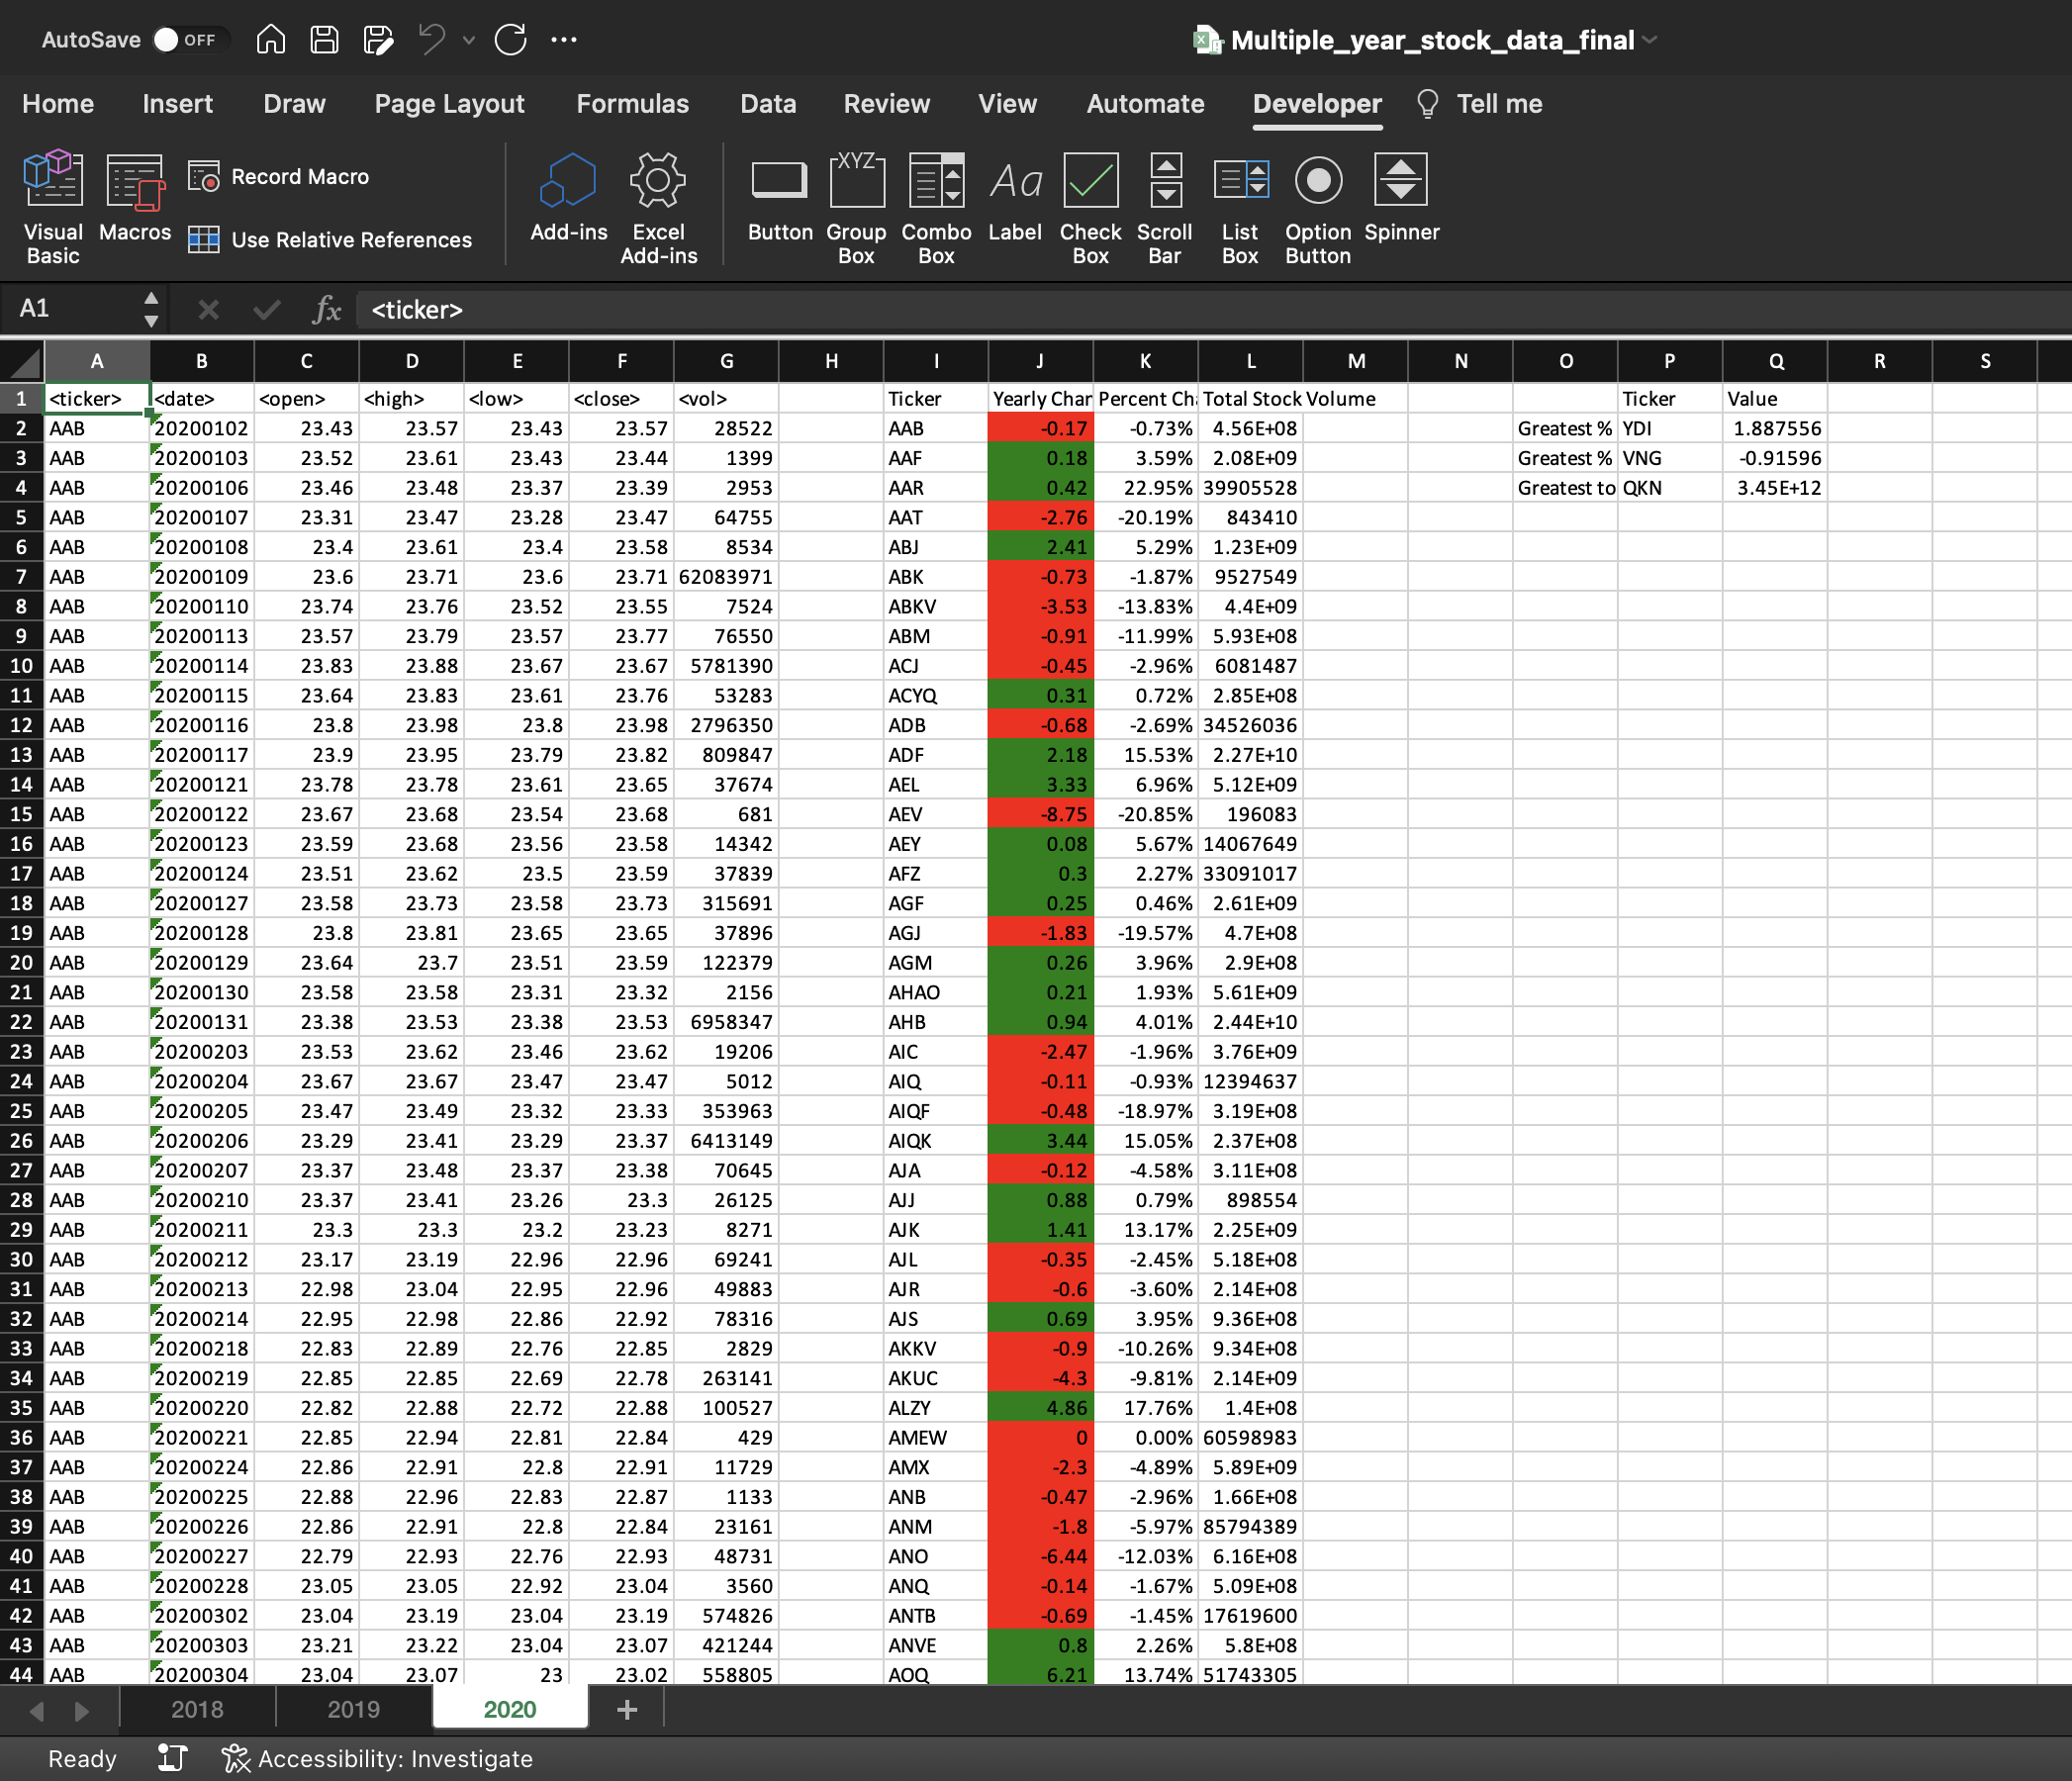 AutoSave OFF Multiple_year_stock_data_final
Home Insert Draw Page Layout Formulas Data Review View Automate Developer Tell me
Visual Basic Macros Record Macro Use Relative References Add-ins Excel Add-ins Button Group Box XYZ Combo Box Aa Label Check Box Scroll Bar List Box Option Button Spinner
A1 fx <ticker>
A B C D E F G H I J K L M N O P Q R S
1 <ticker> <date> <open> <high> <low> <close> <vol> Ticker Yearly Char Percent Ch Total Stock Volume Ticker Value
2 AAB 20200102 23.43 23.57 23.43 23.57 28522 AAB -0.17 -0.73% 4.56E+08 Greatest % YDI 1.887556
3 AAB 20200103 23.52 23.61 23.43 23.44 1399 AAF 0.18 3.59% 2.08E+09 Greatest % VNG -0.91596
4 AAB 20200106 23.46 23.48 23.37 23.39 2953 AAR 0.42 22.95% 39905528 Greatest to QKN 3.45E+12
5 AAB 20200107 23.31 23.47 23.28 23.47 64755 AAT -2.76 -20.19% 843410
6 AAB 20200108 23.4 23.61 23.4 23.58 8534 ABJ 2.41 5.29% 1.23E+09
7 AAB 20200109 23.6 23.71 23.6 23.71 62083971 ABK -0.73 -1.87% 9527549
8 AAB 20200110 23.74 23.76 23.52 23.55 7524 ABKV -3.53 -13.83% 4.4E+09
9 AAB 20200113 23.57 23.79 23.57 23.77 76550 ABM -0.91 -11.99% 5.93E+08
10 AAB 20200114 23.83 23.88 23.67 23.67 5781390 ACJ -0.45 -2.96% 6081487
11 AAB 20200115 23.64 23.83 23.61 23.76 53283 ACYQ 0.31 0.72% 2.85E+08
12 AAB 20200116 23.8 23.98 23.8 23.98 2796350 ADB -0.68 -2.69% 34526036
13 AAB 20200117 23.9 23.95 23.79 23.82 809847 ADF 2.18 15.53% 2.27E+10
14 AAB 20200121 23.78 23.78 23.61 23.65 37674 AEL 3.33 6.96% 5.12E+09
15 AAB 20200122 23.67 23.68 23.54 23.68 681 AEV -8.75 -20.85% 196083
16 AAB 20200123 23.59 23.68 23.56 23.58 14342 AEY 0.08 5.67% 14067649
17 AAB 20200124 23.51 23.62 23.5 23.59 37839 AFZ 0.3 2.27% 33091017
18 AAB 20200127 23.58 23.73 23.58 23.73 315691 AGF 0.25 0.46% 2.61E+09
19 AAB 20200128 23.8 23.81 23.65 23.65 37896 AGJ -1.83 -19.57% 4.7E+08
20 AAB 20200129 23.64 23.7 23.51 23.59 122379 AGM 0.26 3.96% 2.9E+08
21 AAB 20200130 23.58 23.58 23.31 23.32 2156 AHAO 0.21 1.93% 5.61E+09
22 AAB 20200131 23.38 23.53 23.38 23.53 6958347 AHB 0.94 4.01% 2.44E+10
23 AAB 20200203 23.53 23.62 23.46 23.62 19206 AIC -2.47 -1.96% 3.76E+09
24 AAB 20200204 23.67 23.67 23.47 23.47 5012 AIQ -0.11 -0.93% 12394637
25 AAB 20200205 23.47 23.49 23.32 23.33 353963 AIQF -0.48 -18.97% 3.19E+08
26 AAB 20200206 23.29 23.41 23.29 23.37 6413149 AIQK 3.44 15.05% 2.37E+08
27 AAB 20200207 23.37 23.48 23.37 23.38 70645 AJA -0.12 -4.58% 3.11E+08
28 AAB 20200210 23.37 23.41 23.26 23.3 26125 AJJ 0.88 0.79% 898554
29 AAB 20200211 23.3 23.3 23.2 23.23 8271 AJK 1.41 13.17% 2.25E+09
30 AAB 20200212 23.17 23.19 22.96 22.96 69241 AJL -0.35 -2.45% 5.18E+08
31 AAB 20200213 22.98 23.04 22.95 22.96 49883 AJR -0.6 -3.60% 2.14E+08
32 AAB 20200214 22.95 22.98 22.86 22.92 78316 AJS 0.69 3.95% 9.36E+08
33 AAB 20200218 22.83 22.89 22.76 22.85 2829 AKKV -0.9 -10.26% 9.34E+08
34 AAB 20200219 22.85 22.85 22.69 22.78 263141 AKUC -4.3 -9.81% 2.14E+09
35 AAB 20200220 22.82 22.88 22.72 22.88 100527 ALZY 4.86 17.76% 1.4E+08
36 AAB 20200221 22.85 22.94 22.81 22.84 429 AMEW 0 0.00% 60598983
37 AAB 20200224 22.86 22.91 22.8 22.91 11729 AMX -2.3 -4.89% 5.89E+09
38 AAB 20200225 22.88 22.96 22.83 22.87 1133 ANB -0.47 -2.96% 1.66E+08
39 AAB 20200226 22.86 22.91 22.8 22.84 23161 ANM -1.8 -5.97% 85794389
40 AAB 20200227 22.79 22.93 22.76 22.93 48731 ANO -6.44 -12.03% 6.16E+08
41 AAB 20200228 23.05 23.05 22.92 23.04 3560 ANQ -0.14 -1.67% 5.09E+08
42 AAB 20200302 23.04 23.19 23.04 23.19 574826 ANTB -0.69 -1.45% 17619600
43 AAB 20200303 23.21 23.22 23.04 23.07 421244 ANVE 0.8 2.26% 5.8E+08
44 AAB 20200304 23.04 23.07 23 23.02 558805 AOQ 6.21 13.74% 51743305
2018 2019 2020 +
Ready Accessibility: Investigate